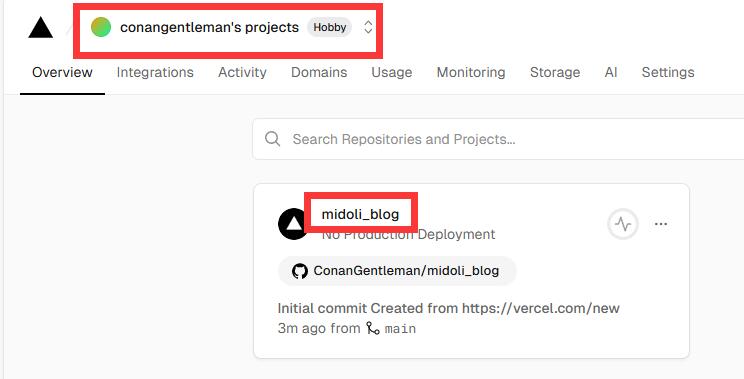 conangentleman's projects Hobby
Overview Integrations Activity Domains Usage Monitoring Storage AI Settings
Search Repositories and Projects...
midoli_blog
No Production Deployment
ConanGentleman/midoli_blog
Initial commit Created from https://vercel.com/new
3m ago from main